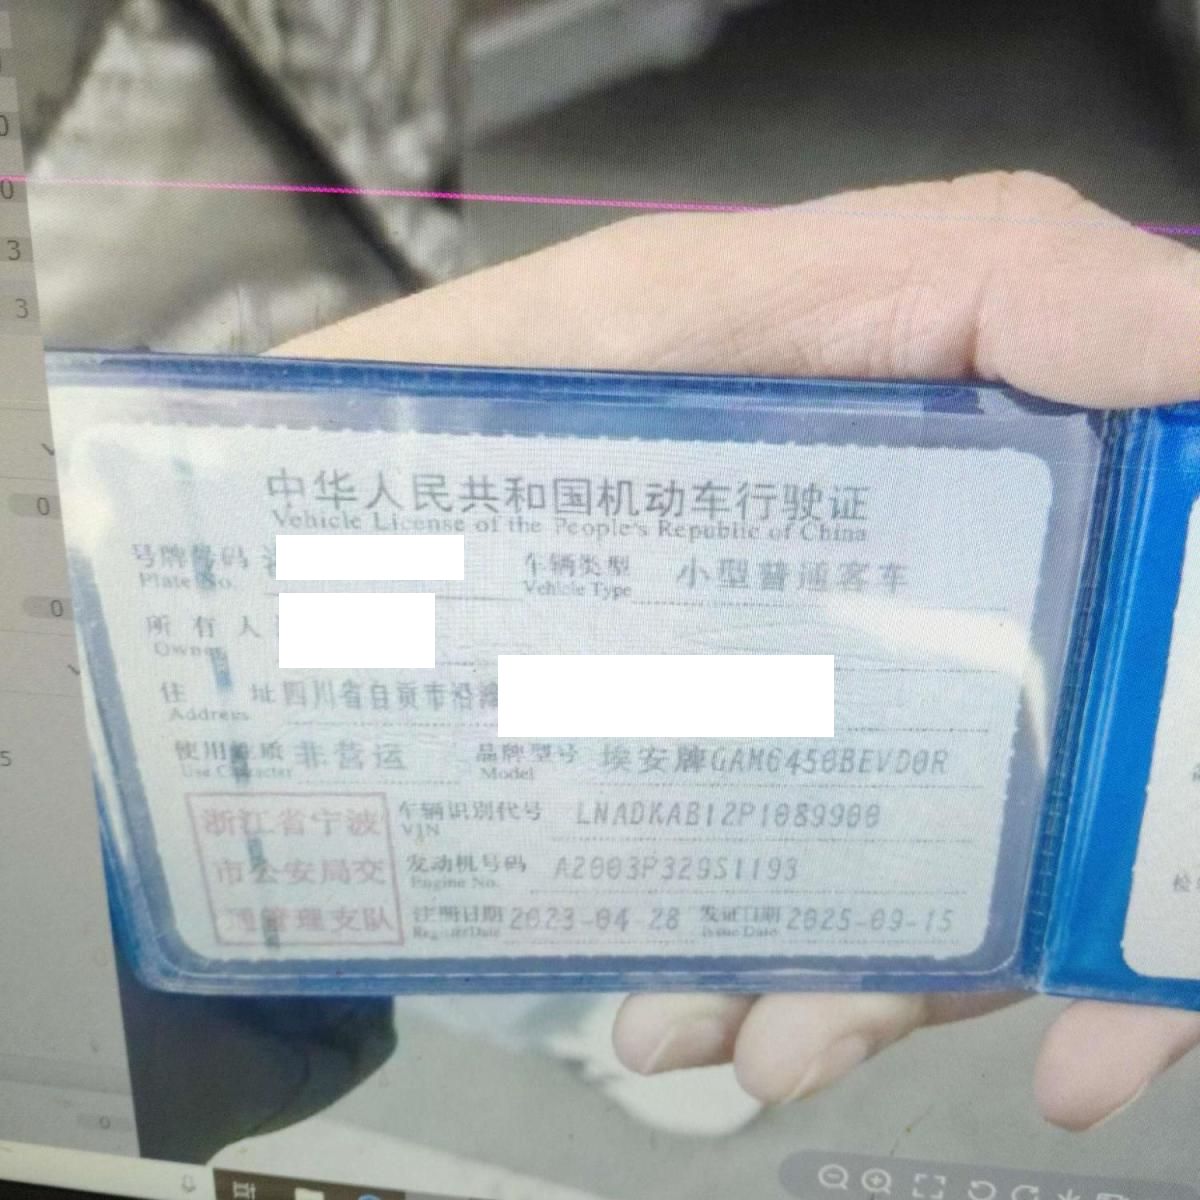 0
3
3
0
0
5
0
中华人民共和国机动车行驶证
Vehicle License of the People's Republic of China
号牌号码 车辆类型 小型普通客车
Plate No. Vehicle Type
所有人
Owner
住址 四川省自贡市沿滩
Address
使用性质 非营运 品牌型号 埃安牌GAM6450BEVD0R
Use Character Model
浙江省宁波市公安局交通管理支队
车辆识别代号 LNADKAB12P1089900
VIN
发动机号码 A2003P329S1193
Engine No.
注册日期 2023-04-28 发证日期 2025-09-15
Register Date Issue Date